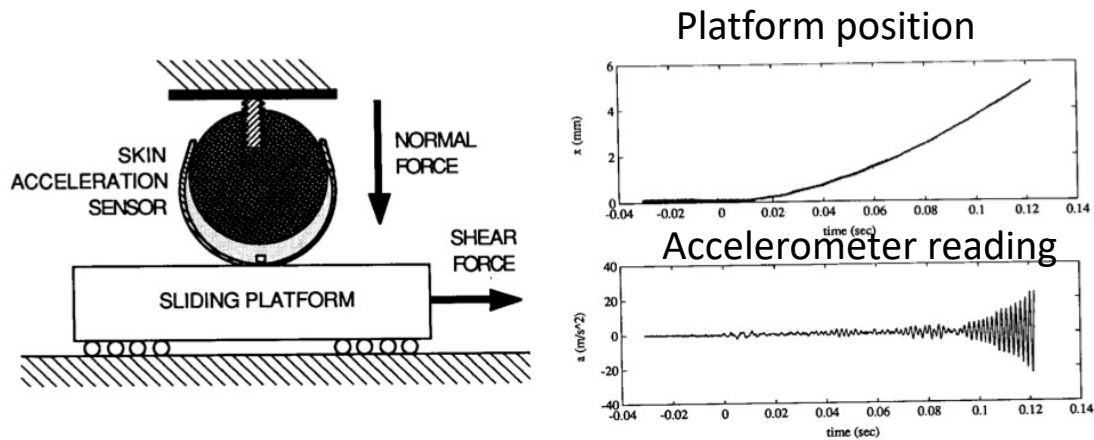 SKIN
ACCELERATION
SENSOR
NORMAL
FORCE
SHEAR
FORCE
SLIDING PLATFORM
Platform position
6
4
2
0
x (mm)
-0.04 -0.02 0 0.02 0.04 0.06 0.08 0.1 0.12 0.14
time (sec)
Accelerometer reading
40
20
0
-20
-40
a (m/s^2)
-0.04 -0.02 0 0.02 0.04 0.06 0.08 0.1 0.12 0.14
time (sec)